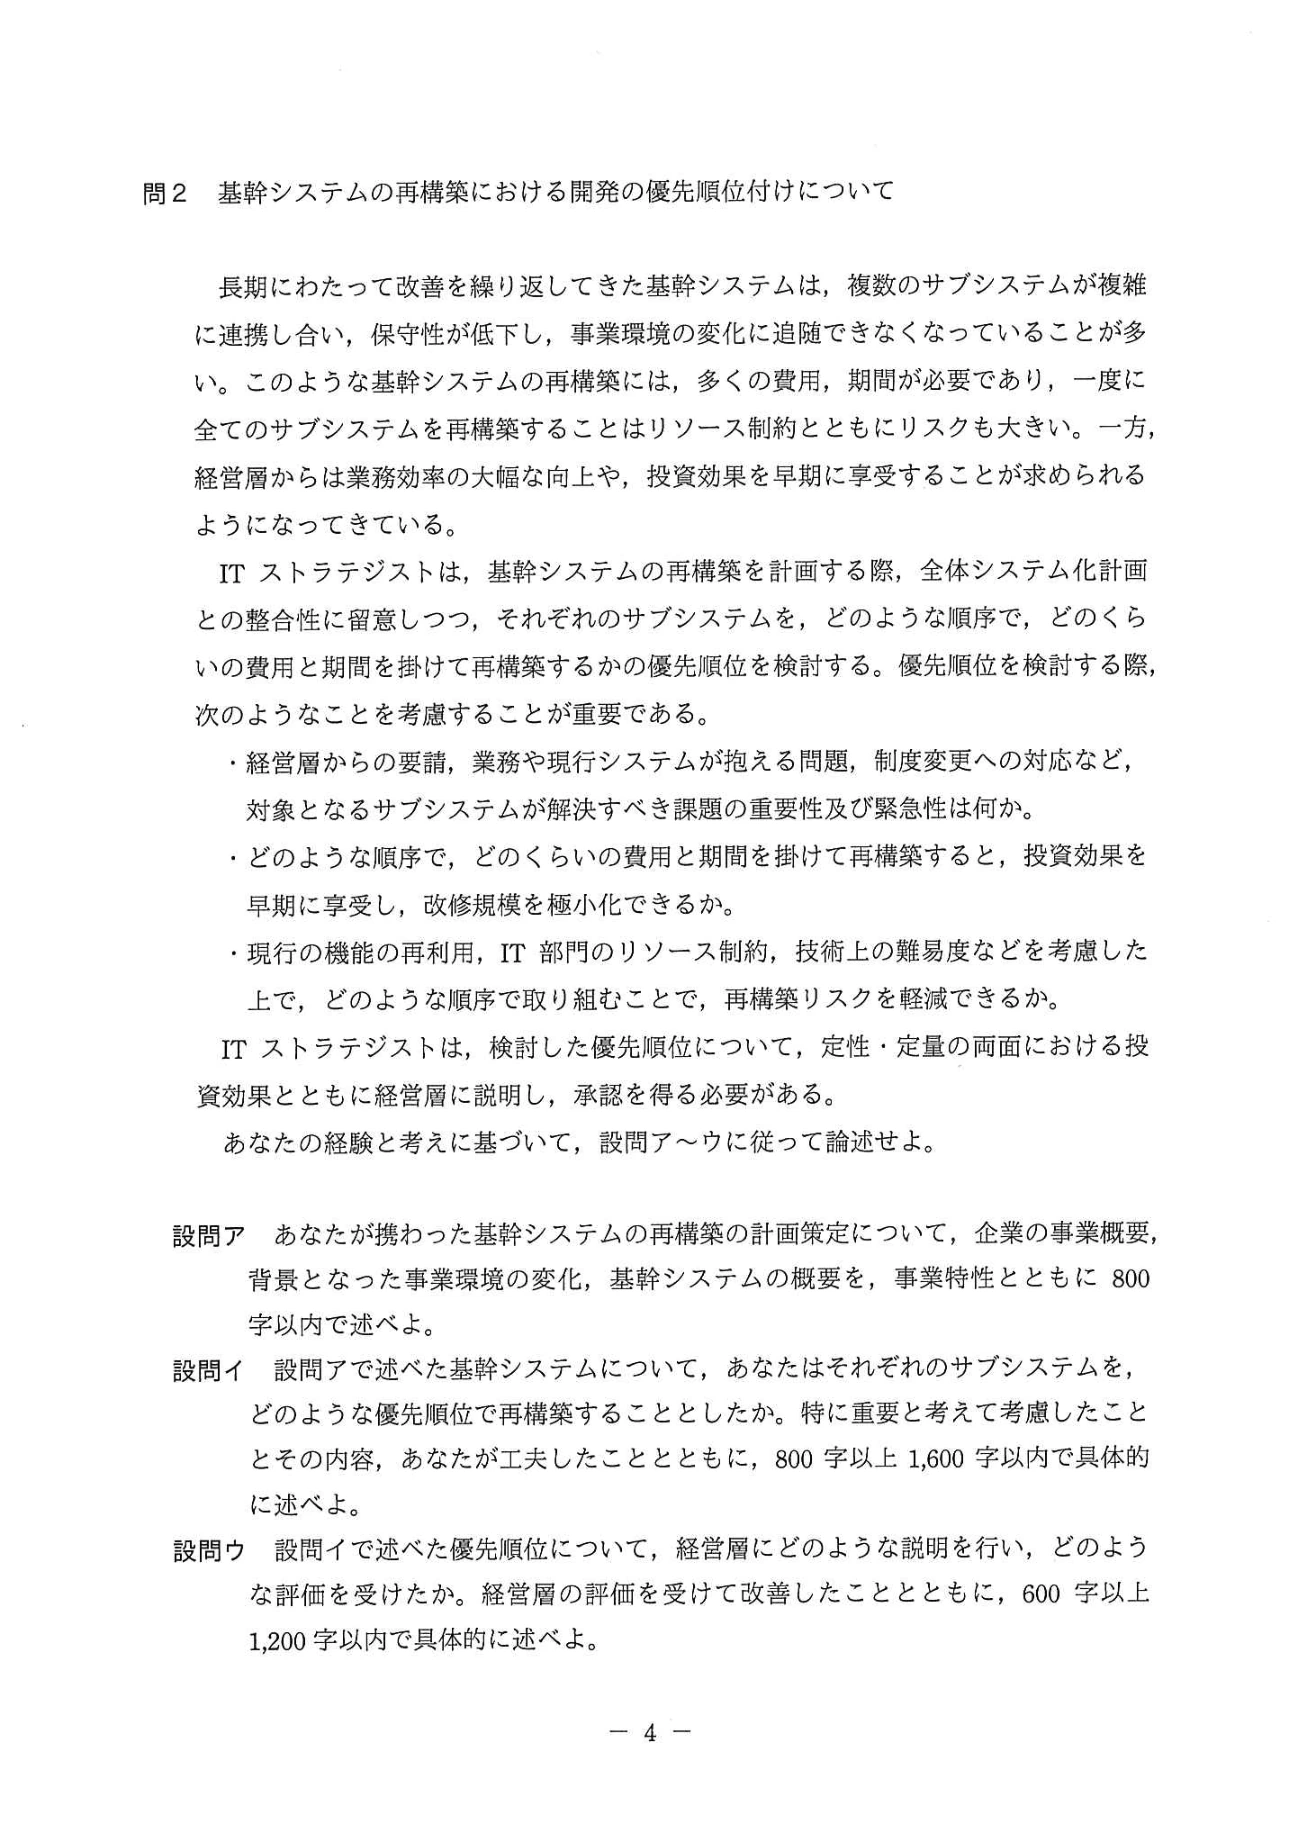 問2 基幹システムの再構築における開発の優先順位付けについて
長期にわたって改善を繰り返してきた基幹システムは，複数のサブシステムが複雑
に連携し合い，保守性が低下し，事業環境の変化に追随できなくなっていることが多
い。このような基幹システムの再構築には，多くの費用，期間が必要であり，一度に
全てのサブシステムを再構築することはリソース制約とともにリスクも大きい。一方，
経営層からは業務効率の大幅な向上や，投資効果を早期に享受することが求められる
ようになってきている。
IT ストラテジストは，基幹システムの再構築を計画する際，全体システム化計画
との整合性に留意しつつ，それぞれのサブシステムを，どのような順序で，どのくら
いの費用と期間を掛けて再構築するかの優先順位を検討する。優先順位を検討する際，
次のようなことを考慮することが重要である。
・経営層からの要請，業務や現行システムが抱える問題，制度変更への対応など，
対象となるサブシステムが解決すべき課題の重要性及び緊急性は何か。
・どのような順序で，どのくらいの費用と期間を掛けて再構築すると，投資効果を
早期に享受し，改修規模を極小化できるか。
・現行の機能の再利用，IT 部門のリソース制約，技術上の難易度などを考慮した
上で，どのような順序で取り組むことで，再構築リスクを軽減できるか。
IT ストラテジストは，検討した優先順位について，定性・定量の両面における投
資効果とともに経営層に説明し，承認を得る必要がある。
あなたの経験と考えに基づいて，設問ア～ウに従って論述せよ。
設問ア あなたが携わった基幹システムの再構築の計画策定について，企業の事業概要，
背景となった事業環境の変化，基幹システムの概要を，事業特性とともに 800
字以内で述べよ。
設問イ 設問アで述べた基幹システムについて，あなたはそれぞれのサブシステムを，
どのような優先順位で再構築することとしたか。特に重要と考えて考慮したこと
とその内容，あなたが工夫したこととともに，800 字以上 1,600 字以内で具体的
に述べよ。
設問ウ 設問イで述べた優先順位について，経営層にどのような説明を行い，どのよう
な評価を受けたか。経営層の評価を受けて改善したこととともに，600 字以上
1,200 字以内で具体的に述べよ。
－ 4 －